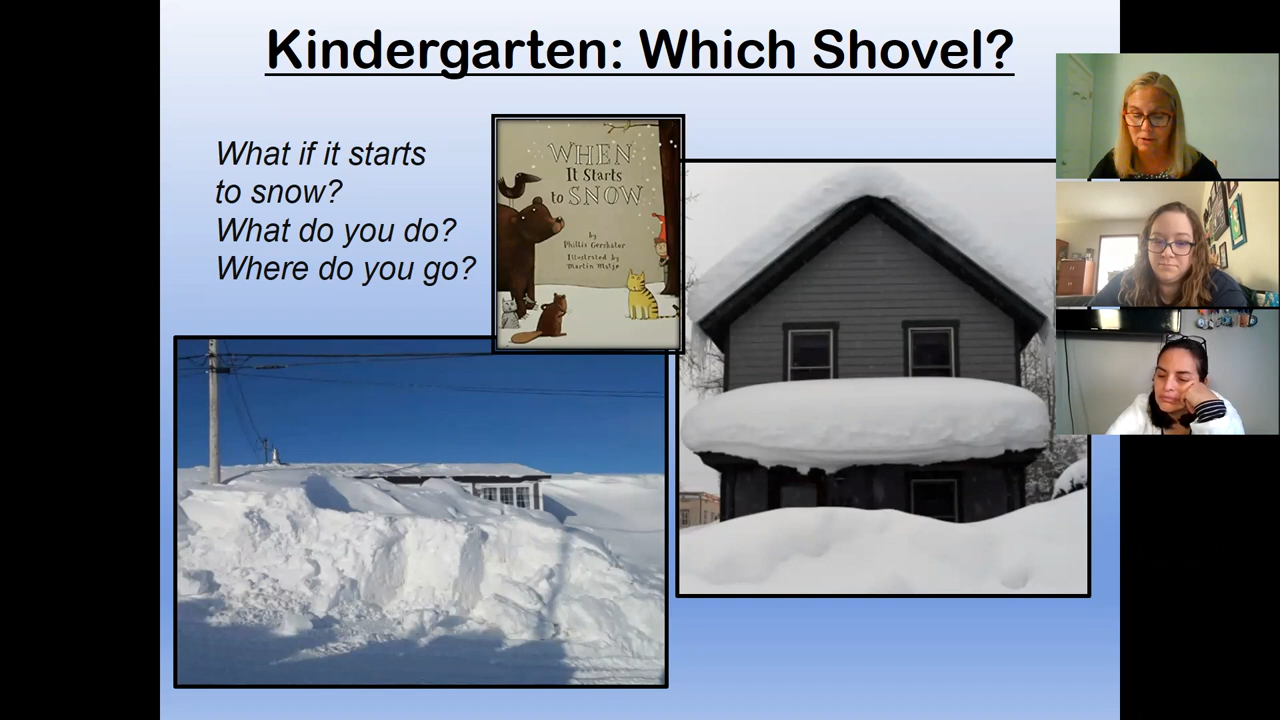 Kindergarten: Which Shovel?
What if it starts
to snow?
What do you do?
Where do you go?
WHEN
It Starts
to SNOW
by
Phillis Gershator
Illustrated by
Martin Matje